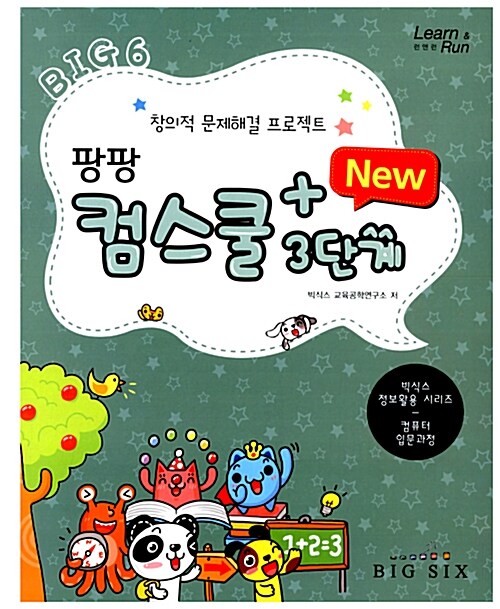 Learn &
런앤런 Run
BIG 6
창의적 문제해결 프로젝트
팡팡
New
컴스쿨+
3단계
빅식스 교육공학연구소 저
빅식스
정보활용 시리즈
–
컴퓨터
입문과정
1+2=3
BIG SIX